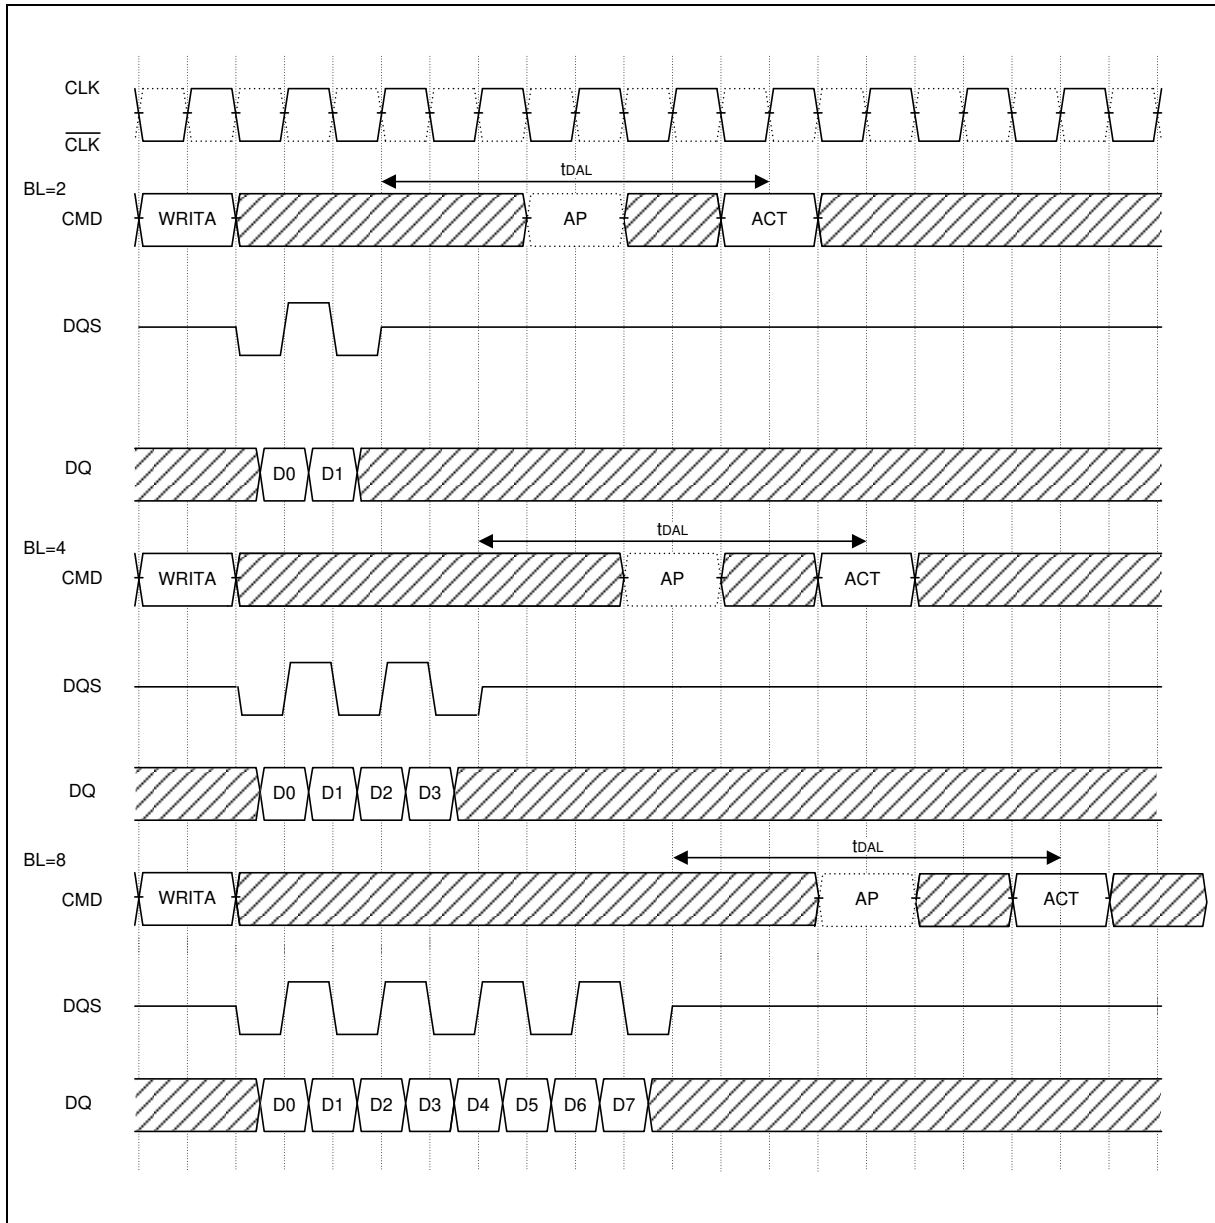 CLK
CLK
tDAL
BL=2
CMD WRITA AP ACT
DQS
DQ D0 D1
tDAL
BL=4
CMD WRITA AP ACT
DQS
DQ D0 D1 D2 D3
tDAL
BL=8
CMD WRITA AP ACT
DQS
DQ D0 D1 D2 D3 D4 D5 D6 D7